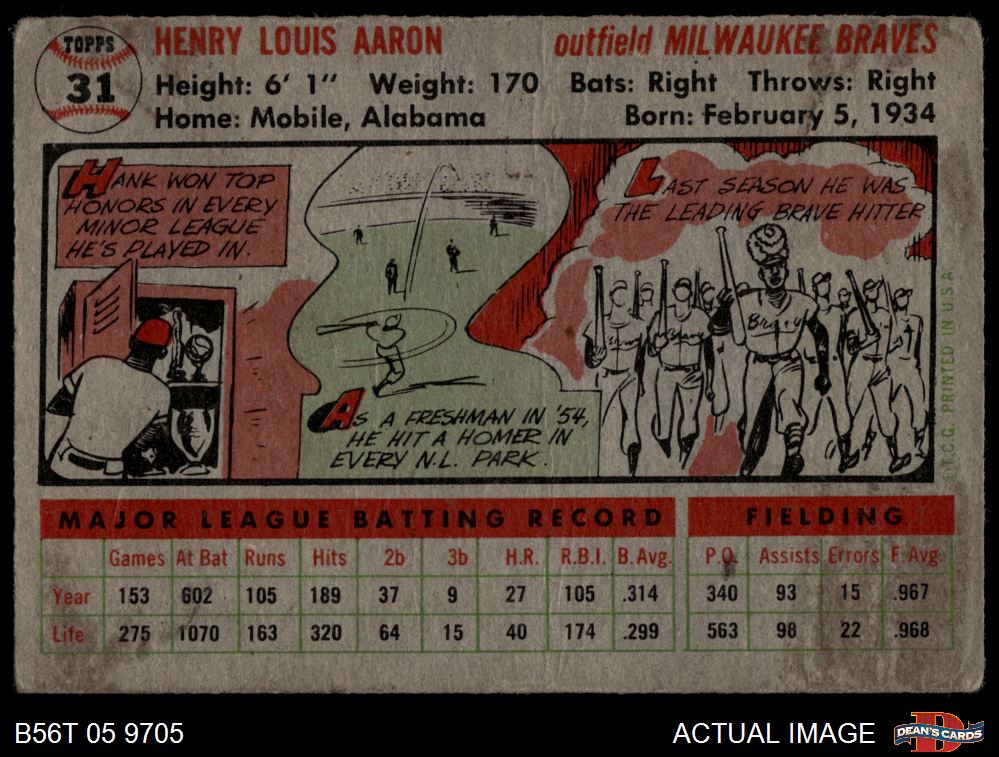 TOPPS
31
HENRY LOUIS AARON
outfield MILWAUKEE BRAVES
Height: 6' 1" Weight: 170 Bats: Right Throws: Right
Home: Mobile, Alabama Born: February 5, 1934
HANK WON TOP
HONORS IN EVERY
MINOR LEAGUE
HE'S PLAYED IN.
AS A FRESHMAN IN '54,
HE HIT A HOMER IN
EVERY N.L. PARK.
LAST SEASON HE WAS
THE LEADING BRAVE HITTER
Braves
©T.C.G. PRINTED IN U.S.A.
MAJOR LEAGUE BATTING RECORD FIELDING
Games At Bat Runs Hits 2b 3b H.R. R.B.I. B. Avg. P.O. Assists Errors F. Avg.
Year 153 602 105 189 37 9 27 105 .314 340 93 15 .967
Life 275 1070 163 320 64 15 40 174 .299 563 98 22 .968
B56T 05 9705 ACTUAL IMAGE
D
DEAN'S CARDS